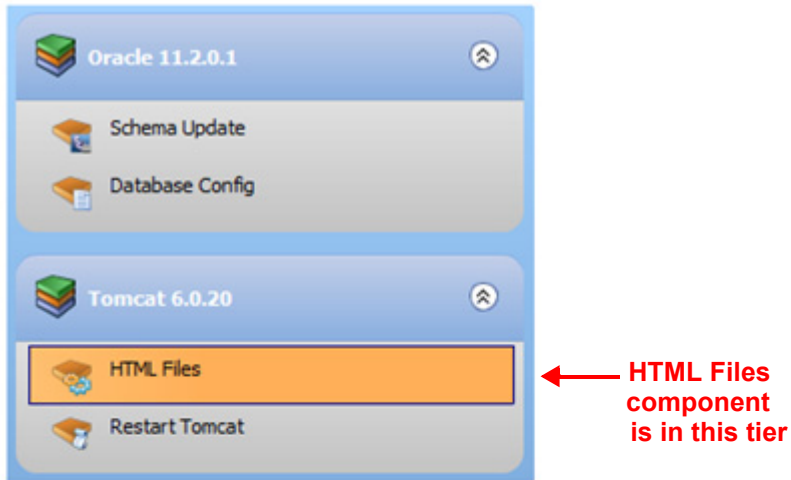 Oracle 11.2.0.1
Schema Update
Database Config
Tomcat 6.0.20
HTML Files
Restart Tomcat
HTML Files
component
is in this tier